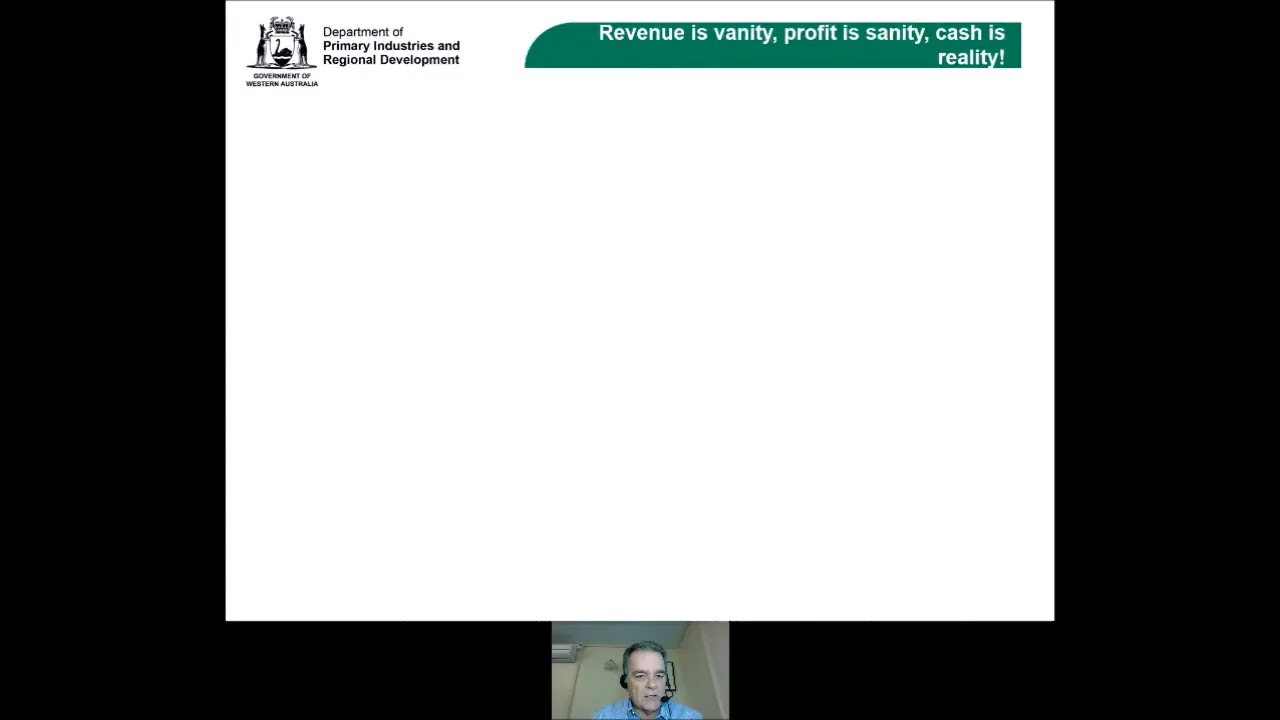 Department of
Primary Industries and
Regional Development
GOVERNMENT OF
WESTERN AUSTRALIA
Revenue is vanity, profit is sanity, cash is
reality!